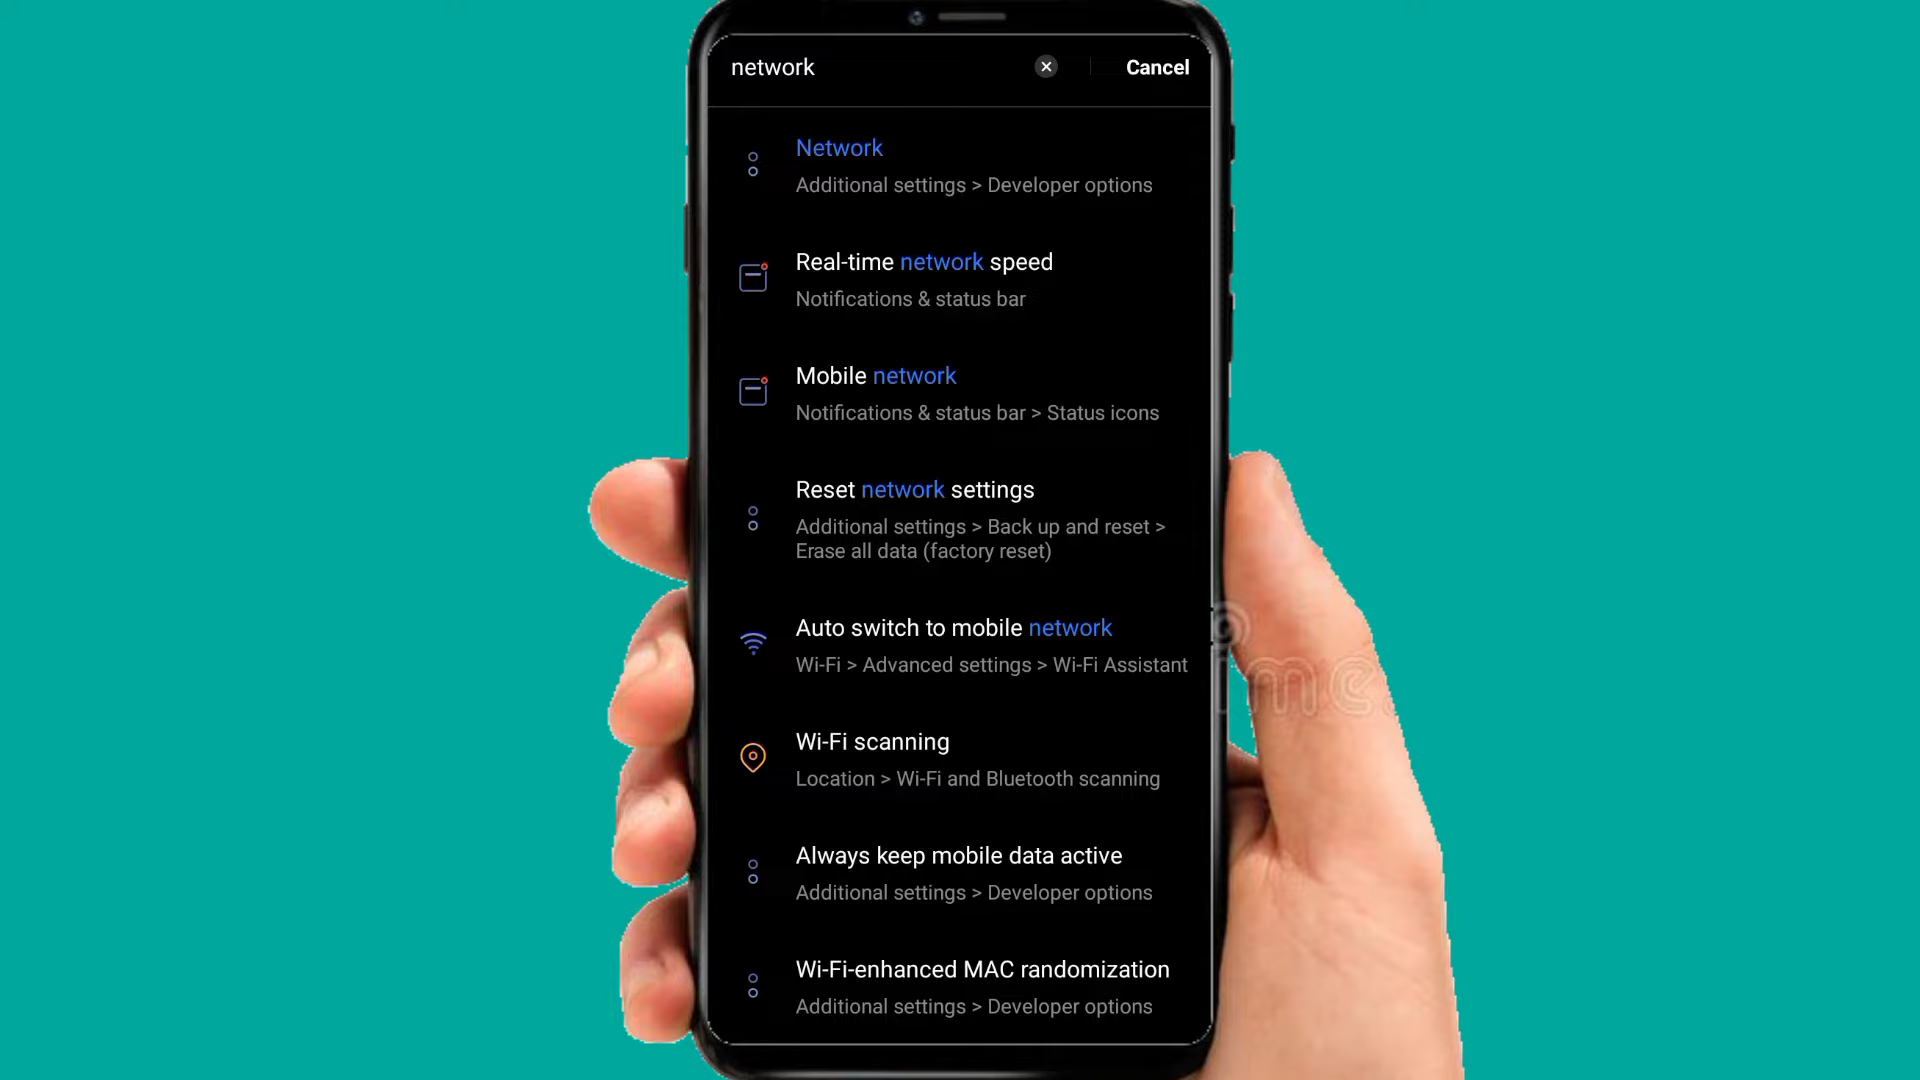 network
Cancel
Network
Additional settings > Developer options
Real-time network speed
Notifications & status bar
Mobile network
Notifications & status bar > Status icons
Reset network settings
Additional settings > Back up and reset >
Erase all data (factory reset)
Auto switch to mobile network
Wi-Fi > Advanced settings > Wi-Fi Assistant
Wi-Fi scanning
Location > Wi-Fi and Bluetooth scanning
Always keep mobile data active
Additional settings > Developer options
Wi-Fi-enhanced MAC randomization
Additional settings > Developer options